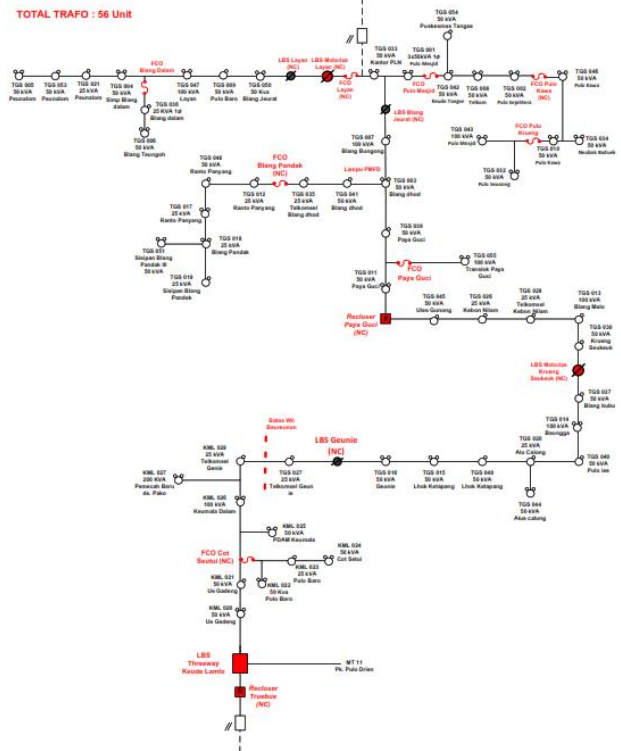 TOTAL TRAFO : 56 Unit
TGS 054
50 kVA
Puskesmas Tangse
FCO
Blang Dalam
LBS Layan
(NC)
LBS Motorize
Layan
(NC)
FCO
Layan
(NC)
TGS 033
50 kVA
Kantor PLN
TGS 001
3x50kVA 1φ
Pulo Mesjid
FCO
Pulo Mesjid
(NC)
TGS 042
50 kVA
Keude Tangse
TGS 008
50 kVA
Telkom
TGS 002
50 kVA
FCO Pulo
Kawa
(NC)
TGS 046
50 kVA
Pulo Kawa
TGS 005
50 kVA
Peunalom
TGS 053
50 kVA
Peunalom
TGS 021
25 kVA
Peunalom
TGS 004
50 kVA
Simp Blang
dalam
TGS 036
25 KVA 1φ
Blang dalam
TGS 006
50 kVA
Blang Teungoh
TGS 047
100 kVA
Layan
TGS 009
50 kVA
Pulo Baro
TGS 050
50 Kva
Blang Jeurat
LBS Blang
Jeurat (NC)
TGS 007
100 kVA
Blang Bungong
FCO Pulo
Krueng
TGS 043
100 kVA
Pulo Mesjid
TGS 010
50 kVA
Pulo Kawa
TGS 034
50 kVA
TGS 032
50 kVA
Pulo Seunong
TGS 048
50 kVA
Ranto Panyang
FCO
Blang Pandak
(NC)
Lampu PMFD
TGS 003
50 kVA
Blang dhod
TGS 012
25 kVA
Ranto Panyang
TGS 035
25 kVA
Telkomsel
Blang dhod
TGS 041
50 kVA
Blang dhod
TGS 017
25 kVA
Ranto Panyang
TGS 039
50 kVA
Paya Guci
TGS 018
25 kVA
Blang Pandak
TGS 051
Sisipan Blang
Pandak III
50 kVA
TGS 019
25 kVA
Sisipan Blang
Pandak
FCO
Paya Guci
TGS 055
100 kVA
Translok Paya
Guci
TGS 011
50 kVA
Paya Guci
Recloser
Paya Guci
(NC)
TGS 045
50 kVA
Ulee Gunong
TGS 026
25 kVA
Kebon Nilam
TGS 028
25 kVA
Telkomsel
Kebon Nilam
TGS 013
100 kVA
Blang Malo
TGS 030
50 kVA
Krueng
Seukeuk
LBS Motorize
Krueng
Seukeuk (NC)
TGS 037
50 kVA
Blang bubu
TGS 014
100 kVA
Beungga
TGS 020
25 kVA
Alu Calong
TGS 040
50 kVA
Pulo Ise
TGS 044
50 kVA
Alue calung
Batas Wil
Beureunun
LBS Geunie
(NC)
KML 028
25 kVA
Telkomsel
Genie
TGS 027
25 kVA
Telkomsel Geun
ie
TGS 016
50 kVA
Geunie
TGS 015
50 kVA
Lhok Ketapang
TGS 049
50 kVA
Lhok Ketapang
KML 027
200 KVA
Pemecah Baru
ds. Pako
KML 026
100 kVA
Keumala Dalam
KML 025
50 kVA
PDAM Keumala
FCO Cot
Seutui (NC)
KML 024
50 kVA
Cot Setui
KML 023
25 kVA
Pulo Baro
KML 022
50 Kva
Pulo Baro
KML 021
50 kVA
Ue Gadeng
KML 020
50 kVA
Ue Gadeng
LBS
Threeway
Keude Lamlo
MT 11
Pk. Pulo Drien
Recloser
Truebue
(NC)